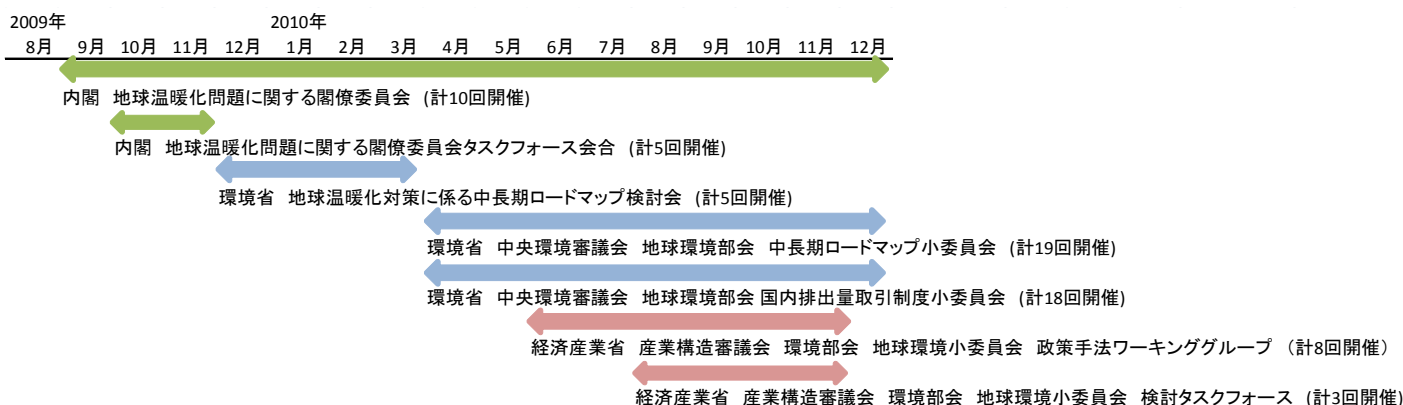 2009年 2010年
8月 9月 10月 11月 12月 1月 2月 3月 4月 5月 6月 7月 8月 9月 10月 11月 12月
内閣 地球温暖化問題に関する閣僚委員会 (計10回開催)
内閣 地球温暖化問題に関する閣僚委員会タスクフォース会合 (計5回開催)
環境省 地球温暖化対策に係る中長期ロードマップ検討会 (計5回開催)
環境省 中央環境審議会 地球環境部会 中長期ロードマップ小委員会 (計19回開催)
環境省 中央環境審議会 地球環境部会 国内排出量取引制度小委員会 (計18回開催)
経済産業省 産業構造審議会 環境部会 地球環境小委員会 政策手法ワーキンググループ （計8回開催）
経済産業省 産業構造審議会 環境部会 地球環境小委員会 検討タスクフォース (計3回開催)